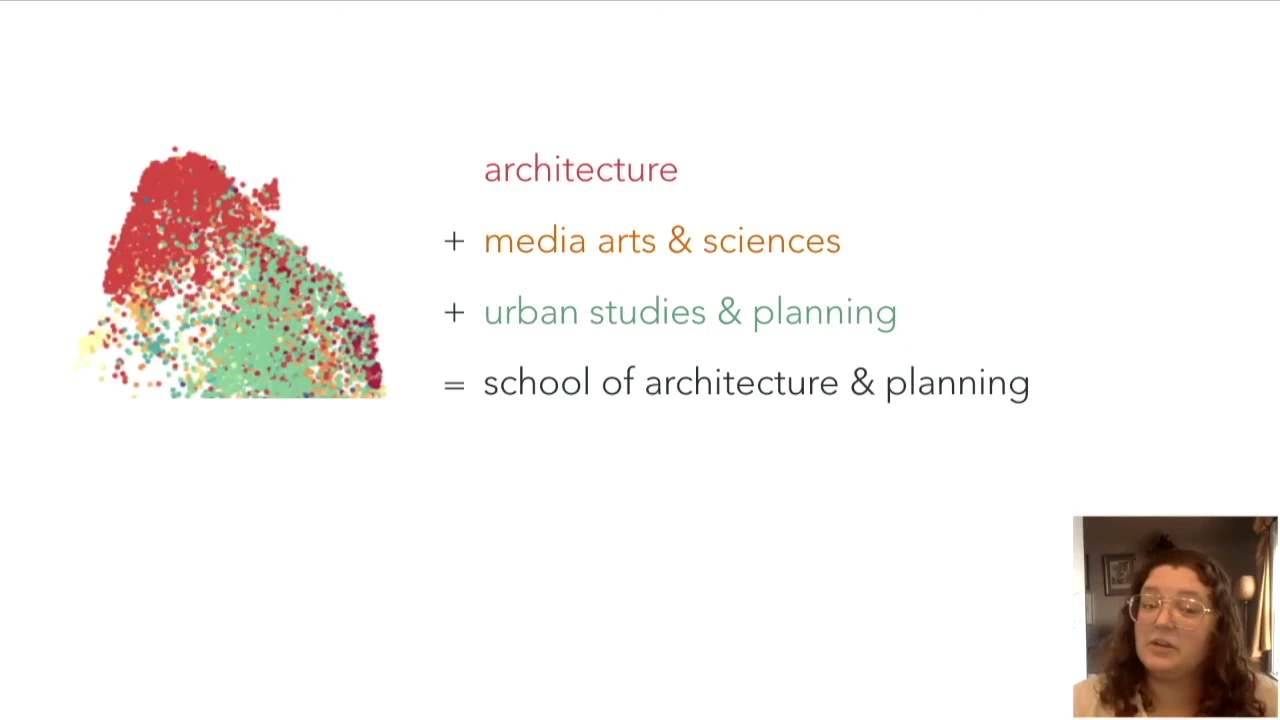 architecture
+ media arts & sciences
+ urban studies & planning
= school of architecture & planning